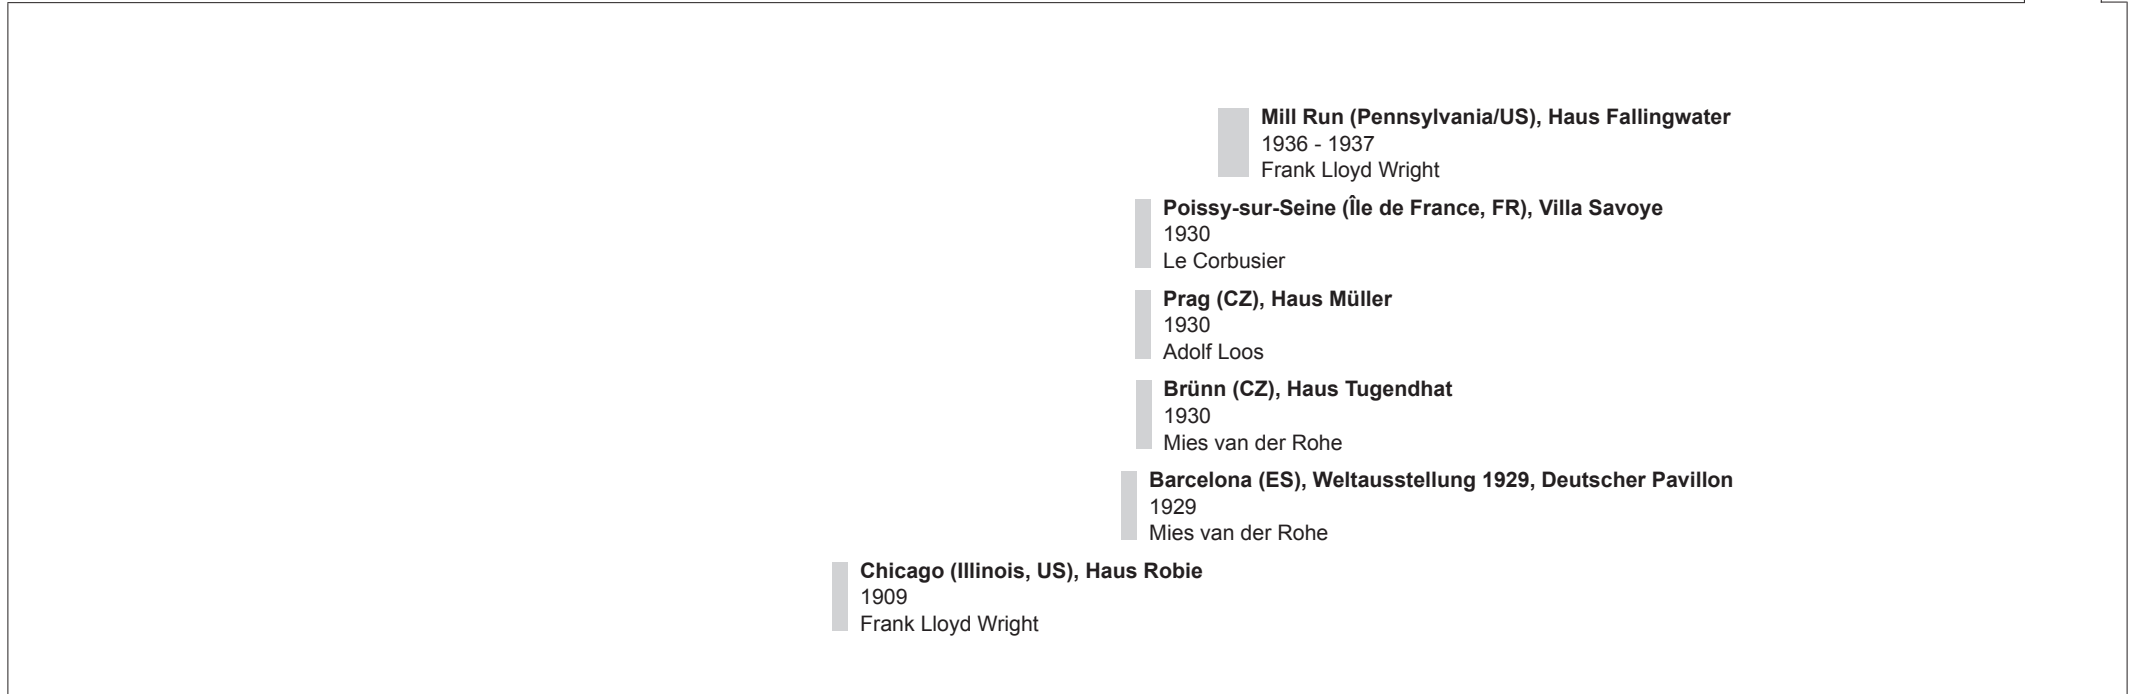 Mill Run (Pennsylvania/US), Haus Fallingwater
1936 - 1937
Frank Lloyd Wright
Poissy-sur-Seine (Île de France, FR), Villa Savoye
1930
Le Corbusier
Prag (CZ), Haus Müller
1930
Adolf Loos
Brünn (CZ), Haus Tugendhat
1930
Mies van der Rohe
Barcelona (ES), Weltausstellung 1929, Deutscher Pavillon
1929
Mies van der Rohe
Chicago (Illinois, US), Haus Robie
1909
Frank Lloyd Wright